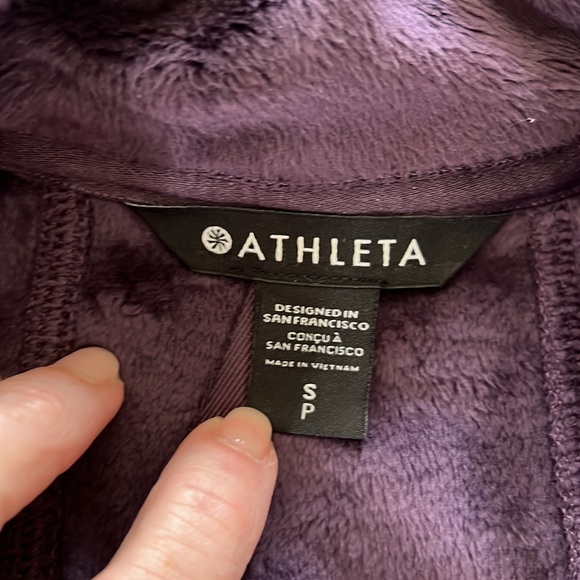 ATHLETA
DESIGNED IN
SAN FRANCISCO
CONÇU À
SAN FRANCISCO
MADE IN VIETNAM
S
P